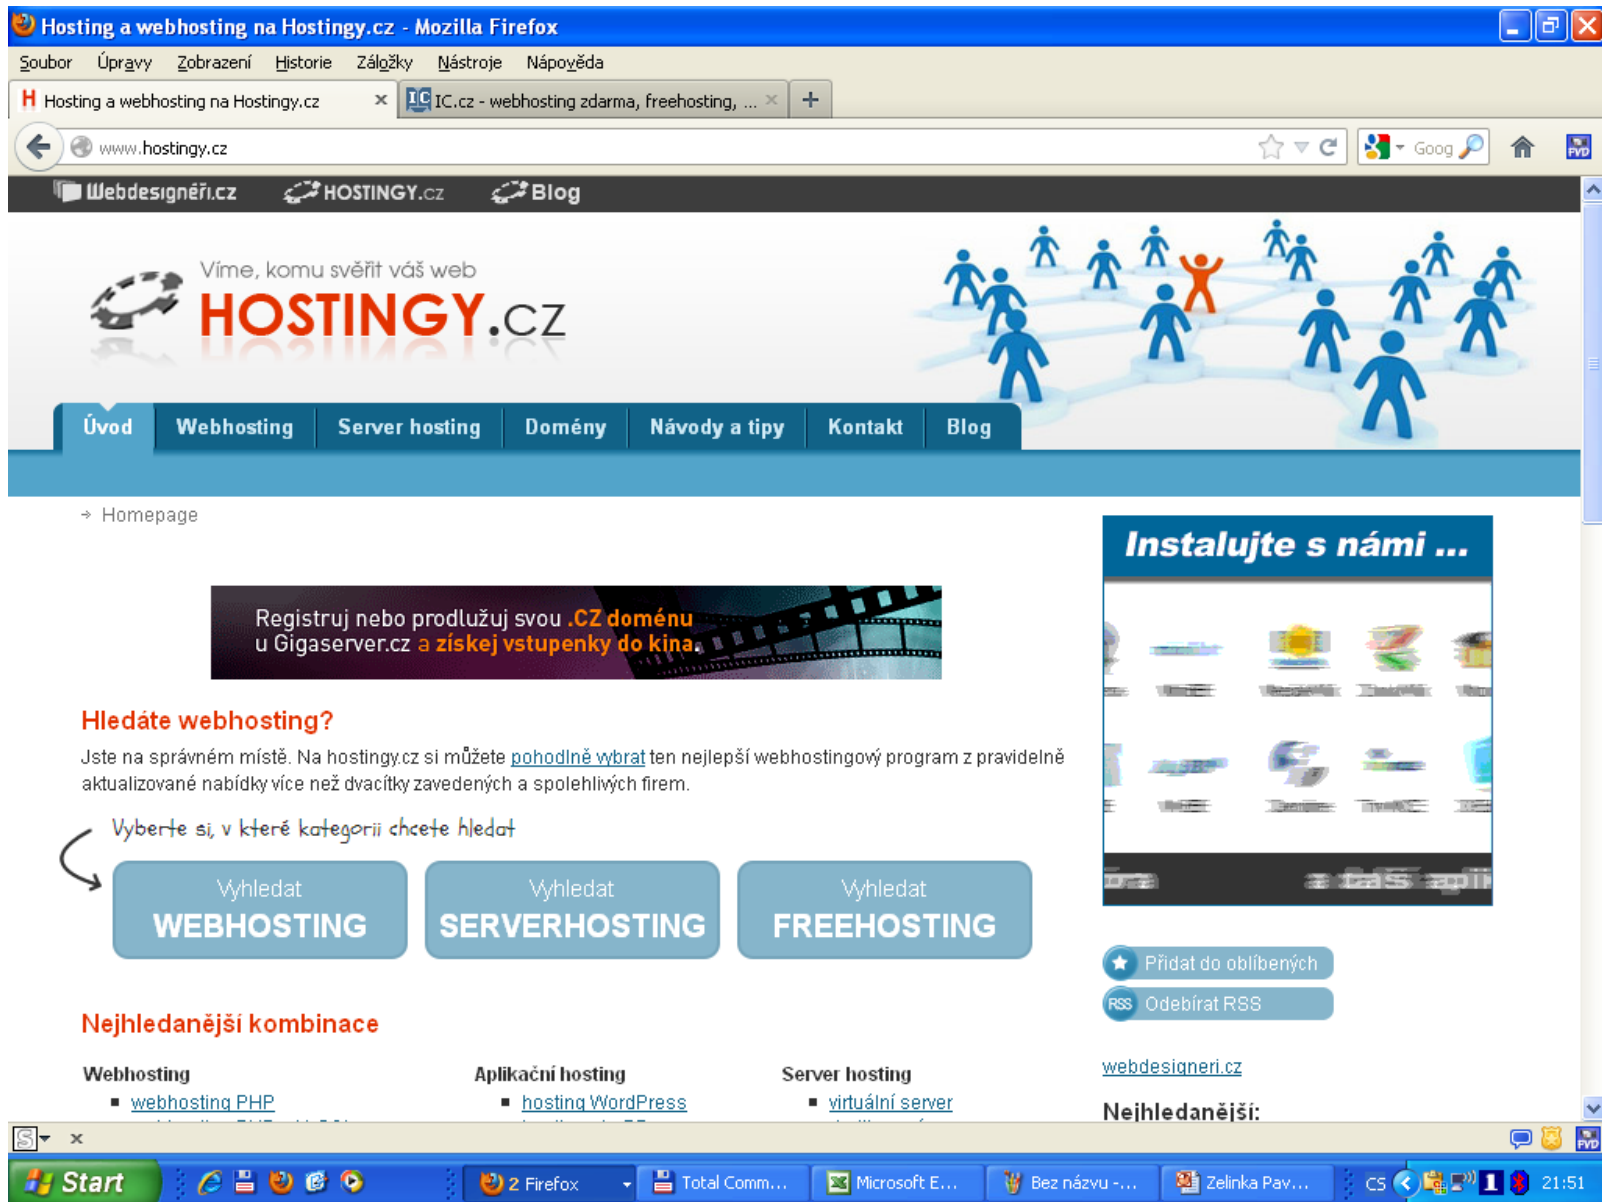 Hosting a webhosting na Hostingy.cz - Mozilla Firefox
Soubor Úpravy Zobrazení Historie Záložky Nástroje Nápověda
Hosting a webhosting na Hostingy.cz
IC.cz - webhosting zdarma, freehosting, ...
www.hostingy.cz
Goog
FVD
Webdesignéři.cz HOSTINGY.cz Blog
Víme, komu svěřit váš web
HOSTINGY.cz
Úvod Webhosting Server hosting Domény Návody a tipy Kontakt Blog
Homepage
Registruj nebo prodlužuj svou .CZ doménu
u Gigaserver.cz a získej vstupenky do kina.
Instalujte s námi ...
Hledáte webhosting?
Jste na správném místě. Na hostingy.cz si můžete pohodlně vybrat ten nejlepší webhostingový program z pravidelně
aktualizované nabídky více než dvacítky zavedených a spolehlivých firem.
Vyberte si, v které kategorii chcete hledat
Vyhledat
WEBHOSTING
Vyhledat
SERVERHOSTING
Vyhledat
FREEHOSTING
Přidat do oblíbených
RSS Odebírat RSS
Nejhledanější kombinace
Webhosting
webhosting PHP
Aplikační hosting
hosting WordPress
Server hosting
virtuální server
webdesigneri.cz
Nejhledanější:
S
FVD
Start
2 Firefox
Total Comm...
Microsoft E...
Bez názvu -...
Zelinka Pav...
CS
1
21:51